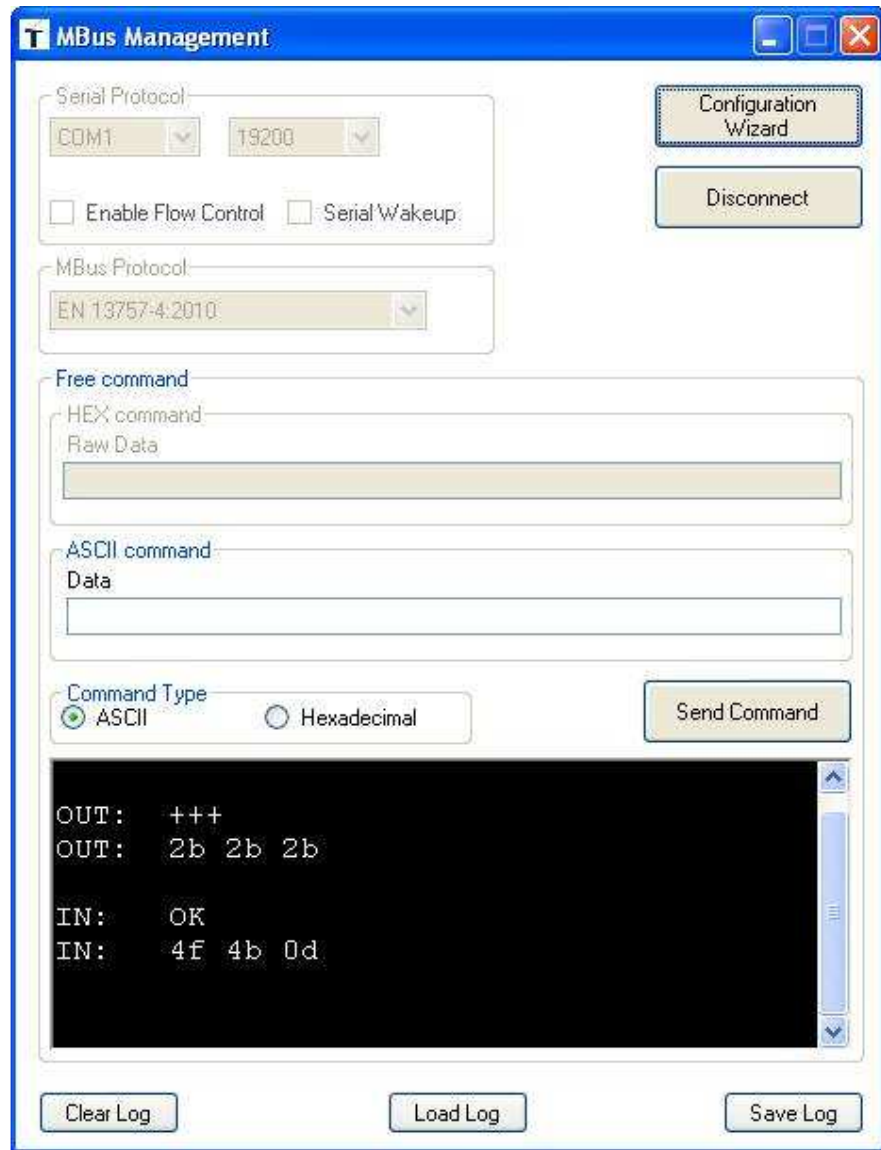 T MBus Management
Serial Protocol
COM1 19200
Enable Flow Control Serial Wakeup
Configuration
Wizard
Disconnect
MBus Protocol
EN 13757-4:2010
Free command
HEX command
Raw Data
ASCII command
Data
Command Type
ASCII Hexadecimal
Send Command
OUT: +++
OUT: 2b 2b 2b
IN: OK
IN: 4f 4b 0d
Clear Log Load Log Save Log